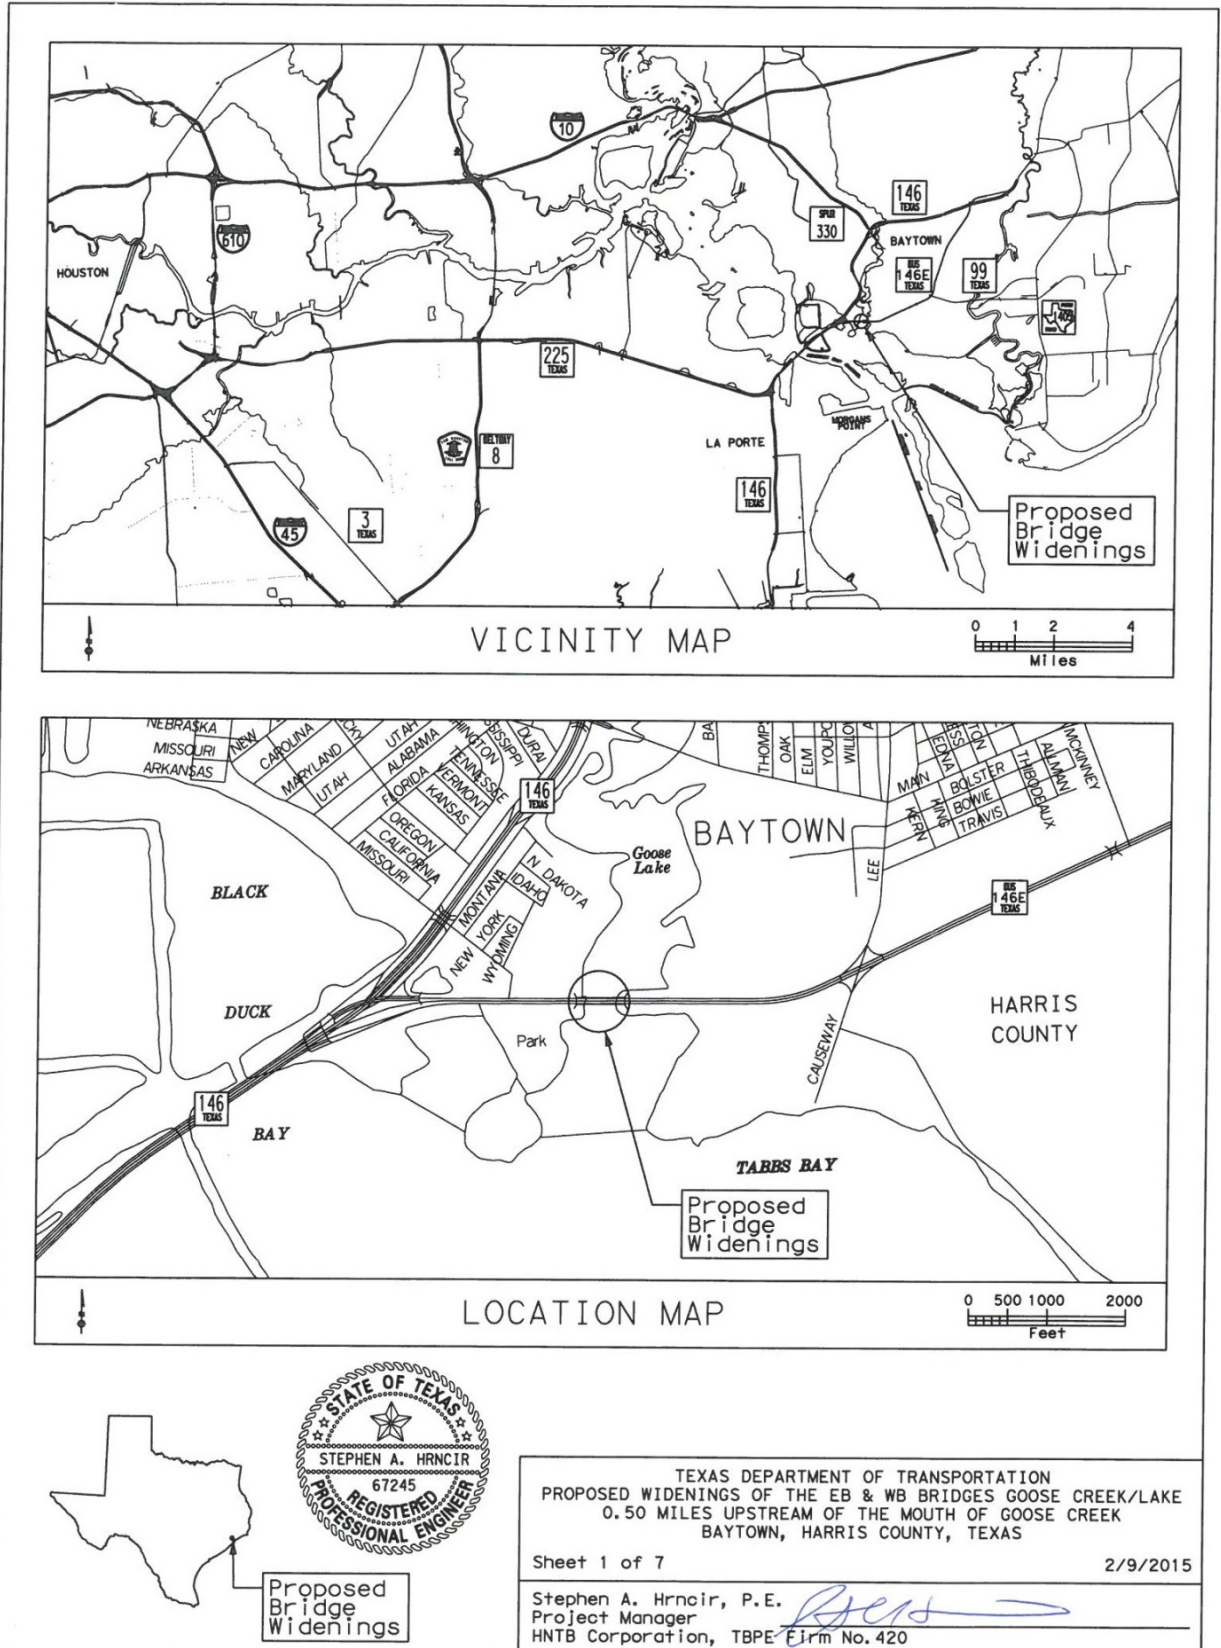 10
146
TEXAS
SPUR
330
BAYTOWN
610
HOUSTON
BUS
146E
TEXAS
99
TEXAS
225
TEXAS
MORGANS
POINT
LA PORTE
BELTWAY
8
146
TEXAS
3
TEXAS
45
Proposed
Bridge
Widenings
VICINITY MAP
0 1 2 4
Miles
NEBRASKA
MISSOURI
ARKANSAS
NEW
CAROLINA
MARYLAND
UTAH
UTAH
ALABAMA
FLORIDA
TENNESSEE
VERMONT
KANSAS
OREGON
CALIFORNIA
MISSOURI
146
TEXAS
MONTANA
N DAKOTA
IDAHO
NEW YORK
WYOMING
Goose
Lake
BAYTOWN
OAK
ELM
MAIN
KERN
KING
EDNA
BOLSTER
BOWIE
TRAVIS
THIBODEAUX
ALLMAN
MCKINNEY
LEE
BUS
146E
TEXAS
BLACK
DUCK
BAY
Park
CAUSEWAY
HARRIS
COUNTY
146
TEXAS
TABBS BAY
Proposed
Bridge
Widenings
LOCATION MAP
0 500 1000 2000
Feet
STATE OF TEXAS
STEPHEN A. HRNCIR
67245
REGISTERED
PROFESSIONAL ENGINEER
Proposed
Bridge
Widenings
TEXAS DEPARTMENT OF TRANSPORTATION
PROPOSED WIDENINGS OF THE EB & WB BRIDGES GOOSE CREEK/LAKE
0.50 MILES UPSTREAM OF THE MOUTH OF GOOSE CREEK
BAYTOWN, HARRIS COUNTY, TEXAS
Sheet 1 of 7 2/9/2015
Stephen A. Hrncir, P.E.
Project Manager
HNTB Corporation, TBPE Firm No. 420